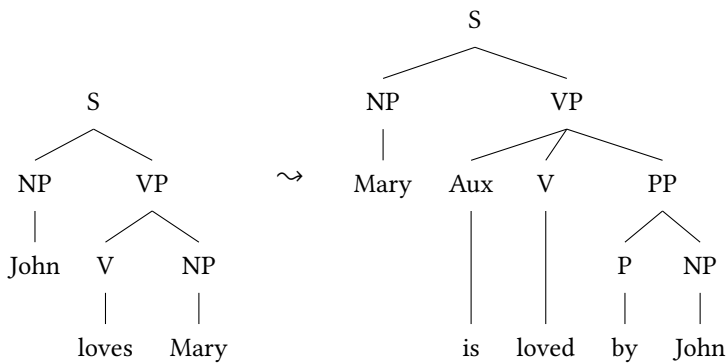 S
NP VP
John V NP
loves Mary
⤳
S
NP VP
Mary Aux V PP
P NP
is loved by John